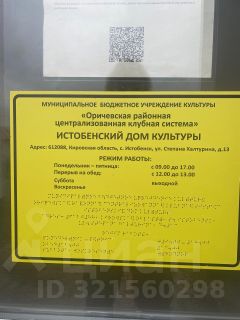 МУНИЦИПАЛЬНОЕ БЮДЖЕТНОЕ УЧРЕЖДЕНИЕ КУЛЬТУРЫ
«Оричевская районная
централизованная клубная система»
ИСТОБЕНСКИЙ ДОМ КУЛЬТУРЫ
Адрес: 612088, Кировская область, с. Истобенск, ул. Степана Халтурина, д.13
РЕЖИМ РАБОТЫ:
Понедельник – пятница: с 09.00 до 17.00
Перерыв на обед: с 12.00 до 13.00
Суббота
Воскресенье выходной
циан
ID 321560298